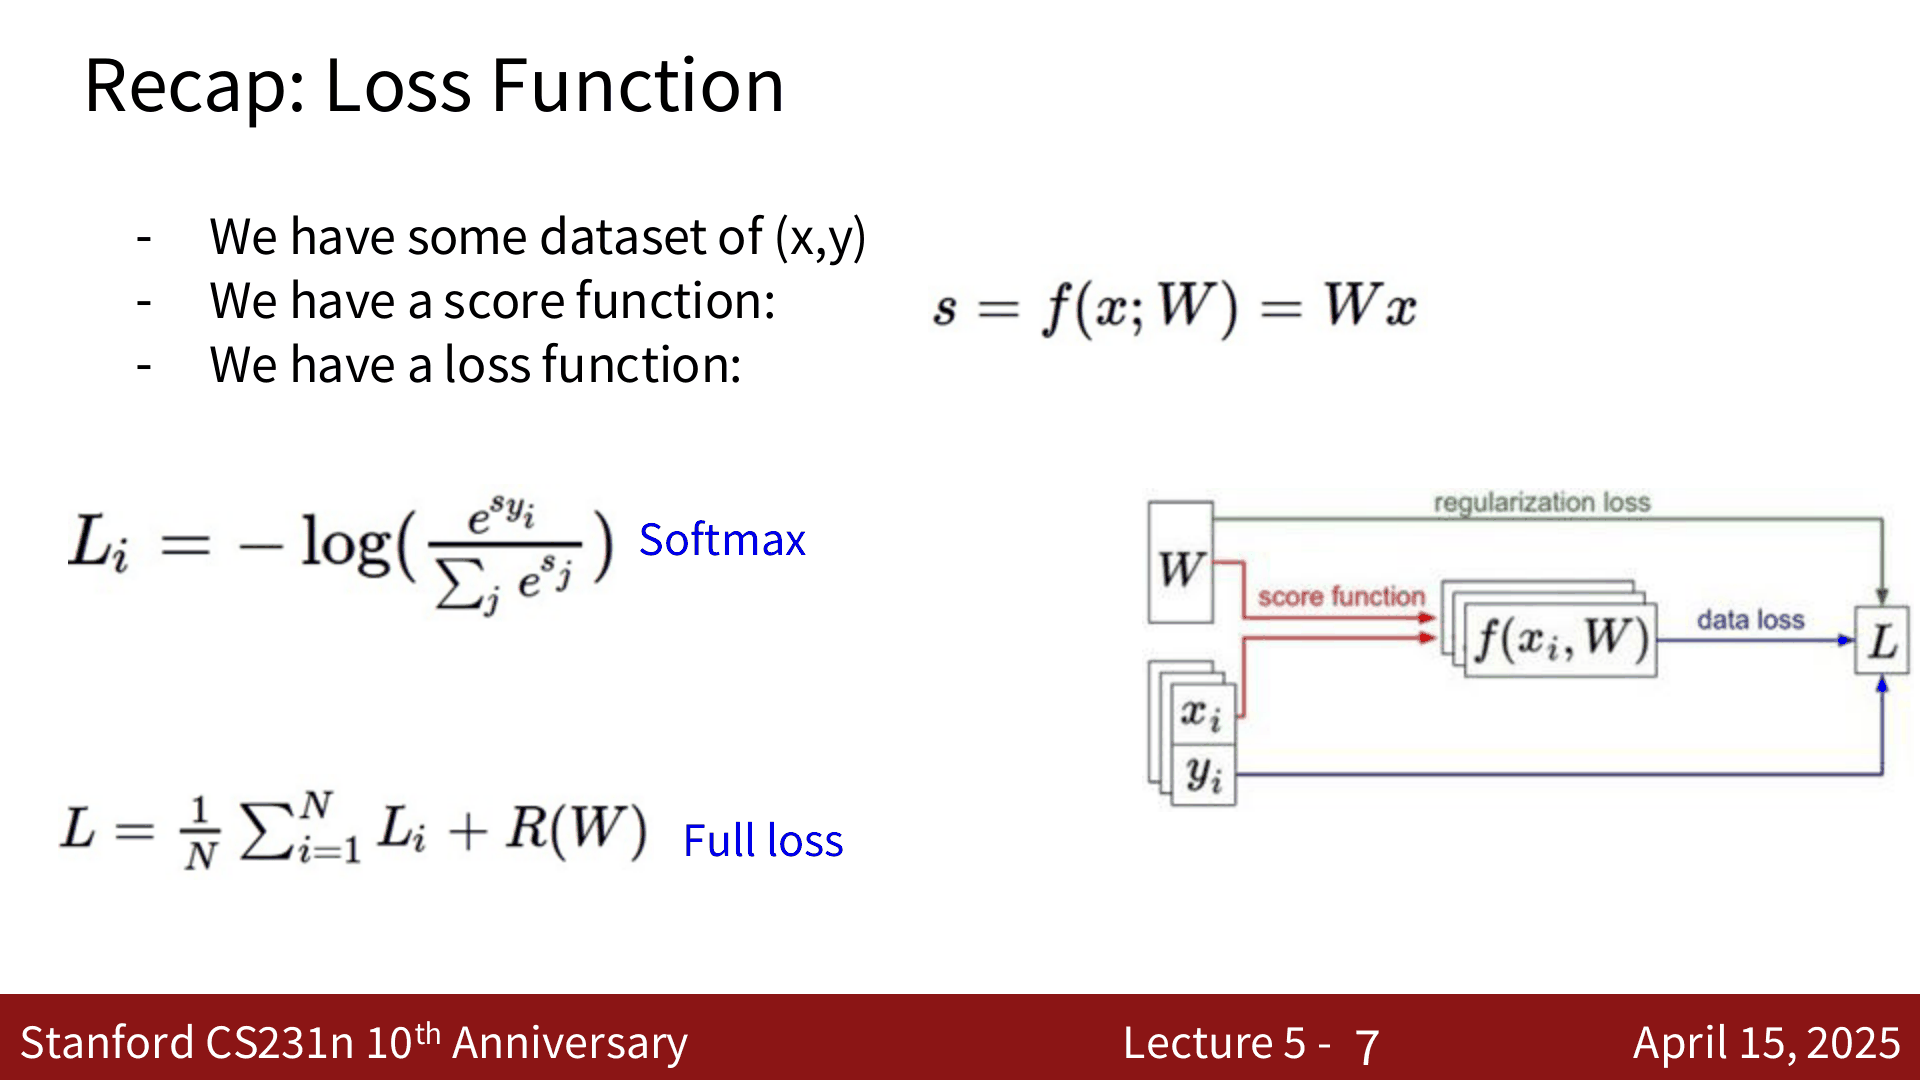 Recap: Loss Function
- We have some dataset of (x,y)
- We have a score function:
s = f(x; W) = Wx
- We have a loss function:
L_i = − log( e^{s_{y_i}} / ∑_j e^{s_j} ) Softmax
L = 1/N ∑_{i=1}^{N} L_i + R(W) Full loss
regularization loss
W
score function
f(x_i, W)
data loss
L
x_i
y_i
Stanford CS231n 10th Anniversary
Lecture 5 - 7
April 15, 2025